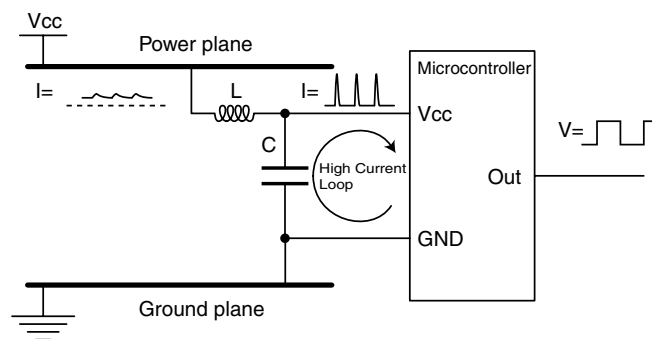 Vcc
Power plane
I=
L
I=
Microcontroller
Vcc
V=
C
High Current
Loop
Out
GND
Ground plane